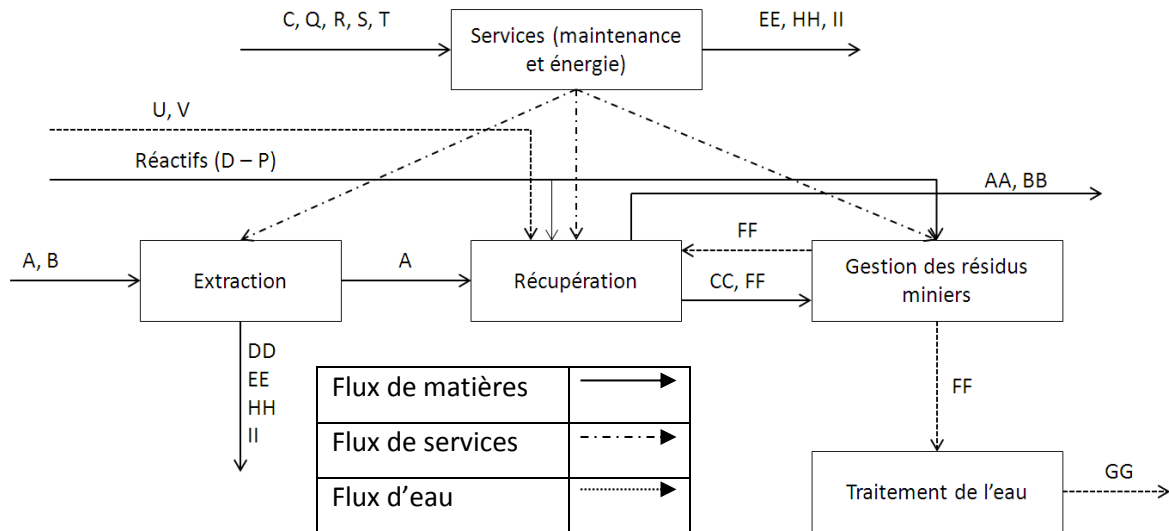 C, Q, R, S, T
Services (maintenance
et énergie)
EE, HH, II
U, V
Réactifs (D – P)
AA, BB
A, B
Extraction
A
Récupération
FF
CC, FF
Gestion des résidus
miniers
DD
EE
HH
II
Flux de matières
Flux de services
Flux d’eau
FF
Traitement de l’eau
GG